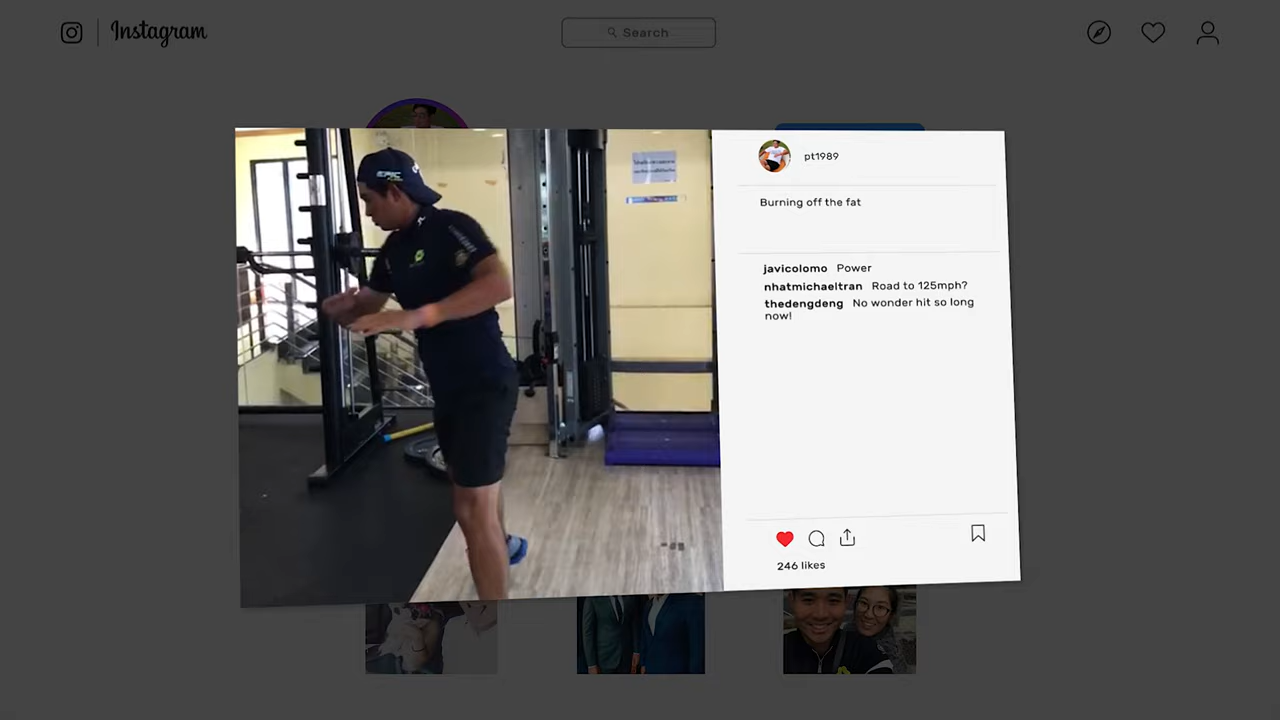 Instagram
Search
EPIC
pt1989
Burning off the fat
javicolomo Power
nhatmichaeltran Road to 125mph?
thedengdeng No wonder hit so long
now!
246 likes